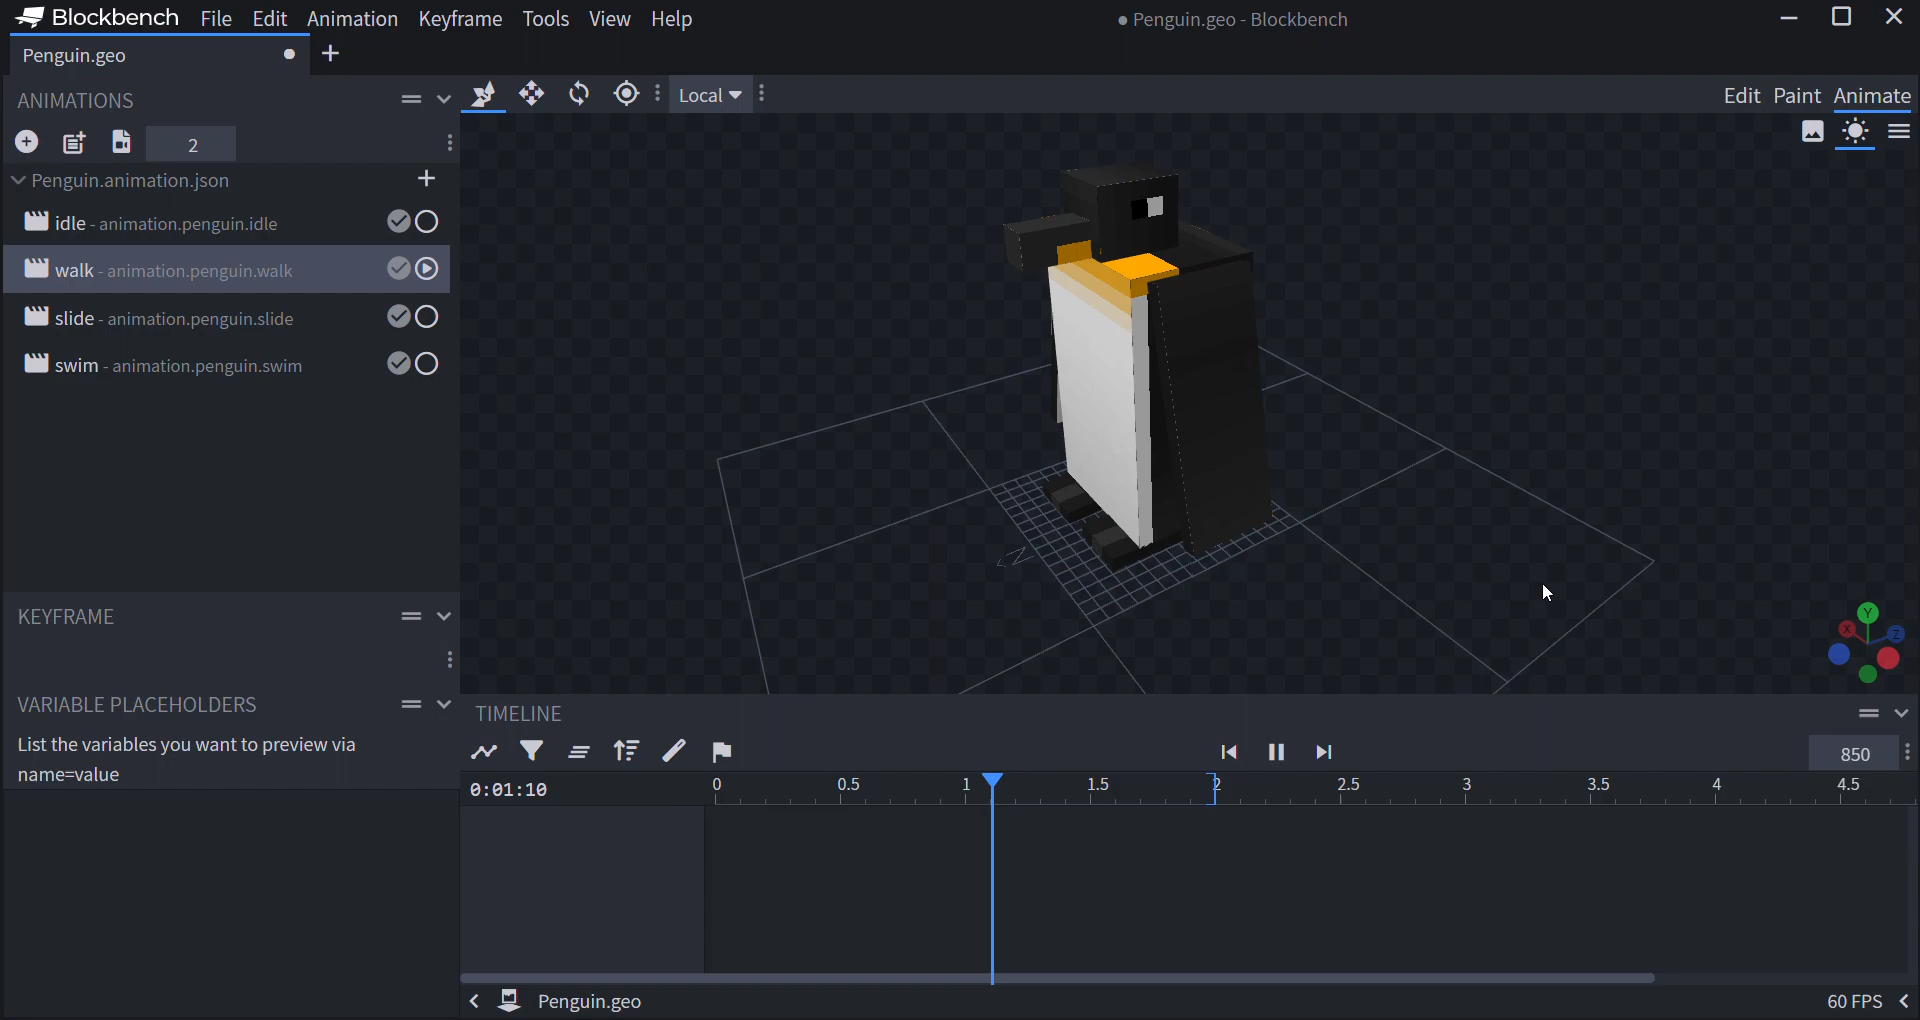 Blockbench File Edit Animation Keyframe Tools View Help
Penguin.geo - Blockbench
Penguin.geo
ANIMATIONS
2
Penguin.animation.json
idle - animation.penguin.idle
walk - animation.penguin.walk
slide - animation.penguin.slide
swim - animation.penguin.swim
KEYFRAME
VARIABLE PLACEHOLDERS
List the variables you want to preview via
name=value
Local
Edit Paint Animate
N
Y
X
Z
TIMELINE
850
0:01:10
0 0.5 1 1.5 2 2.5 3 3.5 4 4.5
Penguin.geo
60 FPS